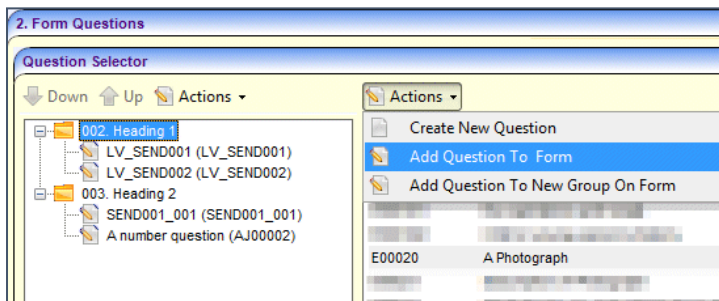 2. Form Questions
Question Selector
Down Up Actions
Actions
002. Heading 1
LV_SEND001 (LV_SEND001)
LV_SEND002 (LV_SEND002)
003. Heading 2
SEND001_001 (SEND001_001)
A number question (AJ00002)
Create New Question
Add Question To Form
Add Question To New Group On Form
E00020 A Photograph